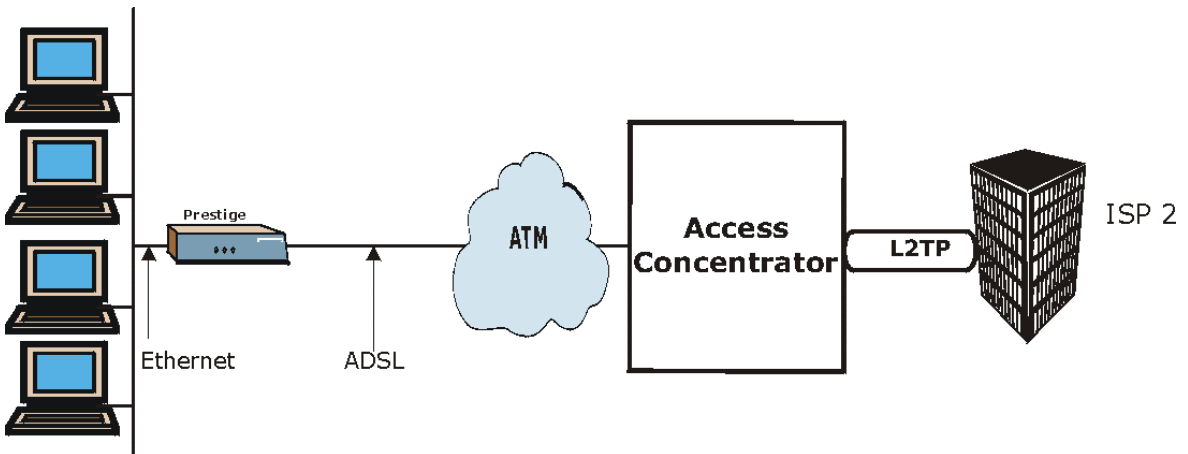 Prestige
Ethernet
ADSL
ATM
Access
Concentrator
L2TP
ISP 2